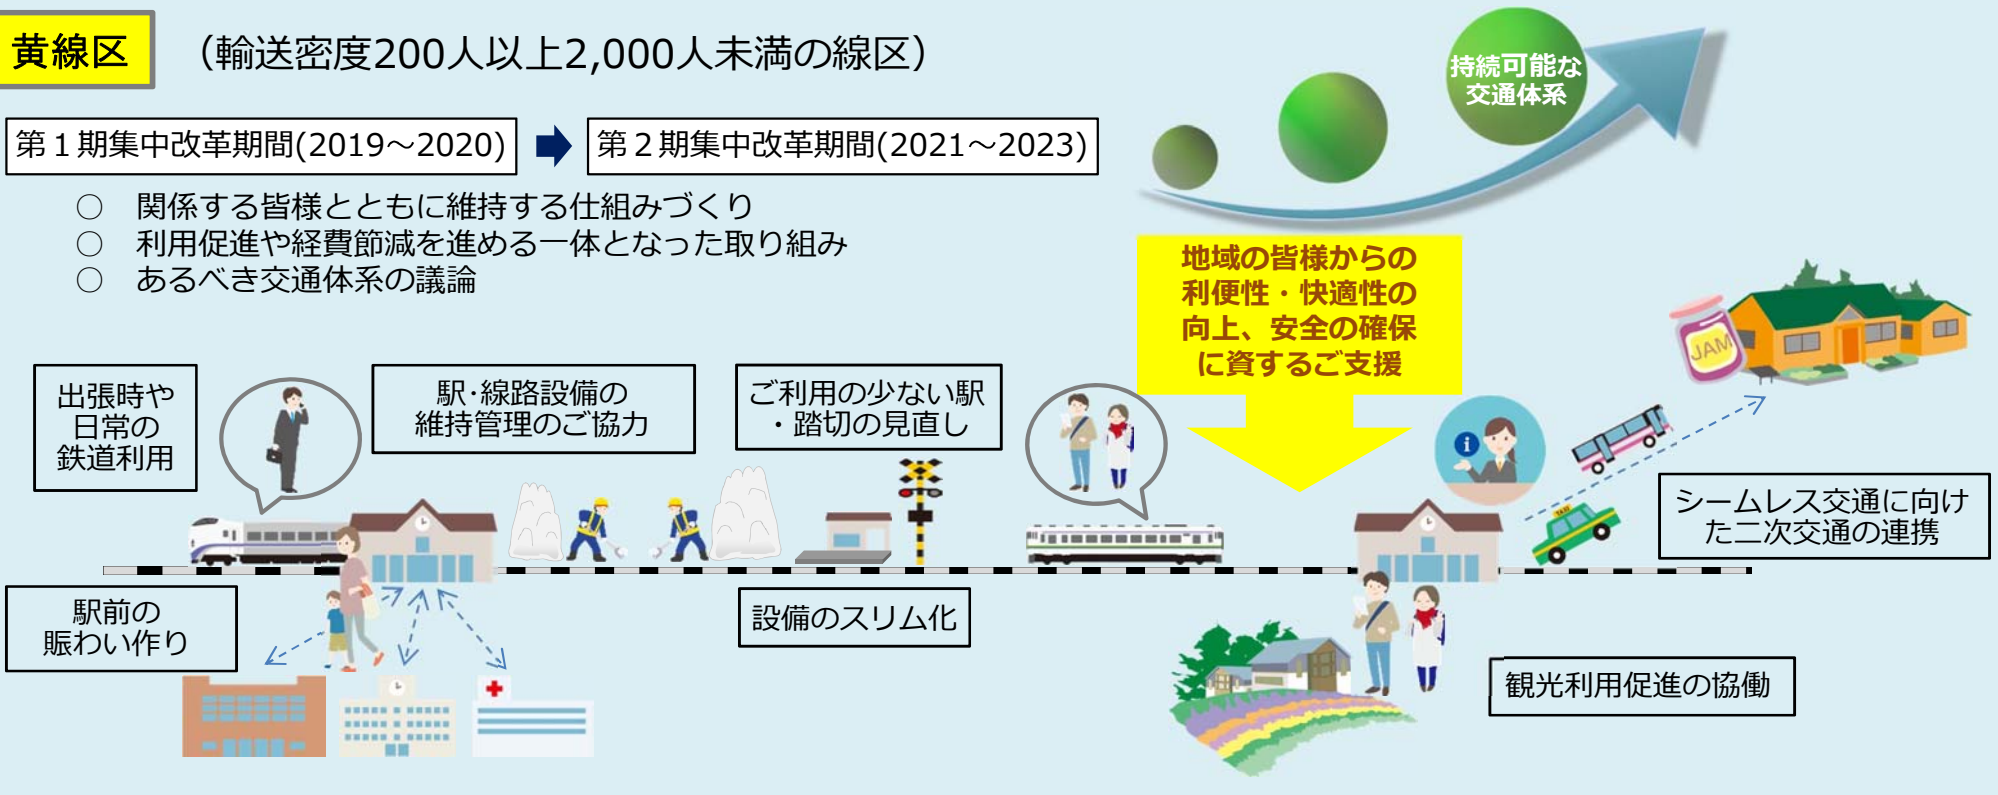 黄線区
（輸送密度200人以上2,000人未満の線区）
第１期集中改革期間(2019～2020)
第２期集中改革期間(2021～2023)
○　関係する皆様とともに維持する仕組みづくり
○　利用促進や経費節減を進める一体となった取り組み
○　あるべき交通体系の議論
持続可能な
交通体系
地域の皆様からの
利便性・快適性の
向上、安全の確保
に資するご支援
出張時や
日常の
鉄道利用
駅･線路設備の
維持管理のご協力
ご利用の少ない駅
・踏切の見直し
JAM
i
TAXI
シームレス交通に向け
た二次交通の連携
駅前の
賑わい作り
設備のスリム化
観光利用促進の協働